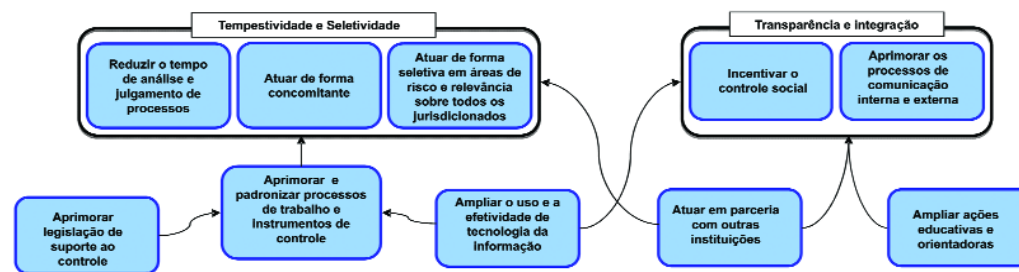 Tempestividade e Seletividade
Reduzir o tempo
de análise e
julgamento de
processos
Atuar de forma
concomitante
Atuar de forma
seletiva em áreas de
risco e relevância
sobre todos os
jurisdicionados
Transparência e integração
Incentivar o
controle social
Aprimorar os
processos de
comunicação
interna e externa
Aprimorar
legislação de
suporte ao
controle
Aprimorar e
padronizar processos
de trabalho e
Instrumentos de
controle
Ampliar o uso e a
efetividade de
tecnologia da
informação
Atuar em parceria
com outras
instituições
Ampliar ações
educativas e
orientadoras